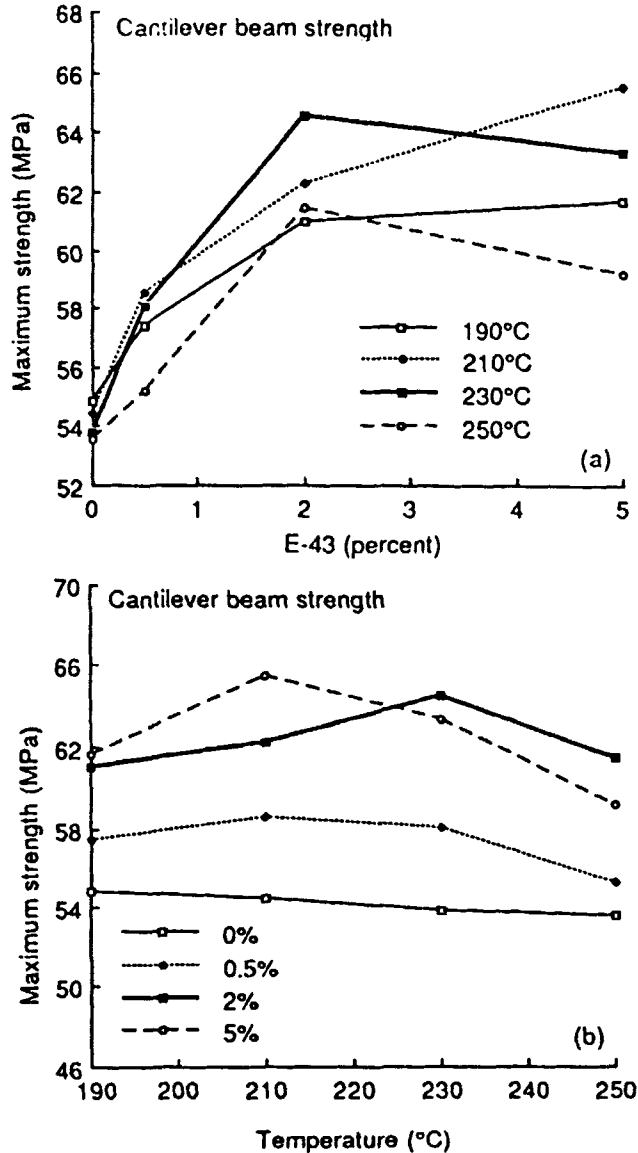 68
Cantilever beam strength
66
64
62
60
58
56
54
52
Maximum strength (MPa)
190°C
210°C
230°C
250°C
(a)
0 1 2 3 4 5
E-43 (percent)
70
Cantilever beam strength
66
62
58
54
50
46
Maximum strength (MPa)
0%
0.5%
2%
5%
(b)
190 200 210 220 230 240 250
Temperature (°C)